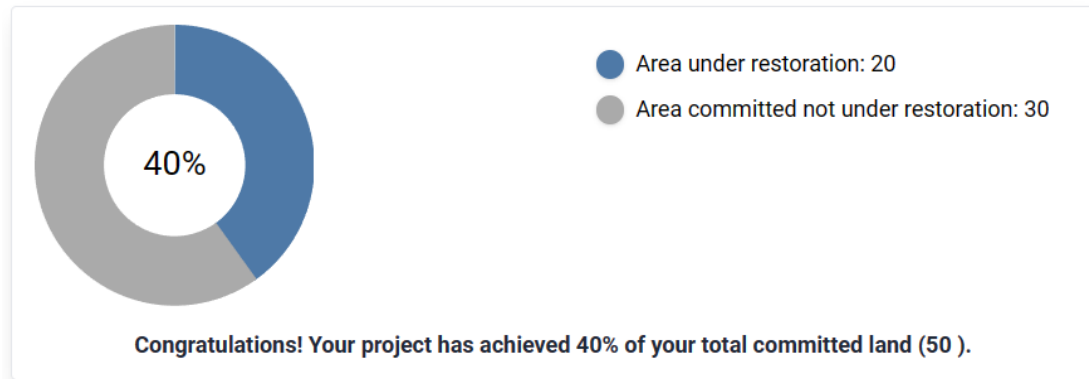 Area under restoration: 20
Area committed not under restoration: 30
40%
Congratulations! Your project has achieved 40% of your total committed land (50 ).